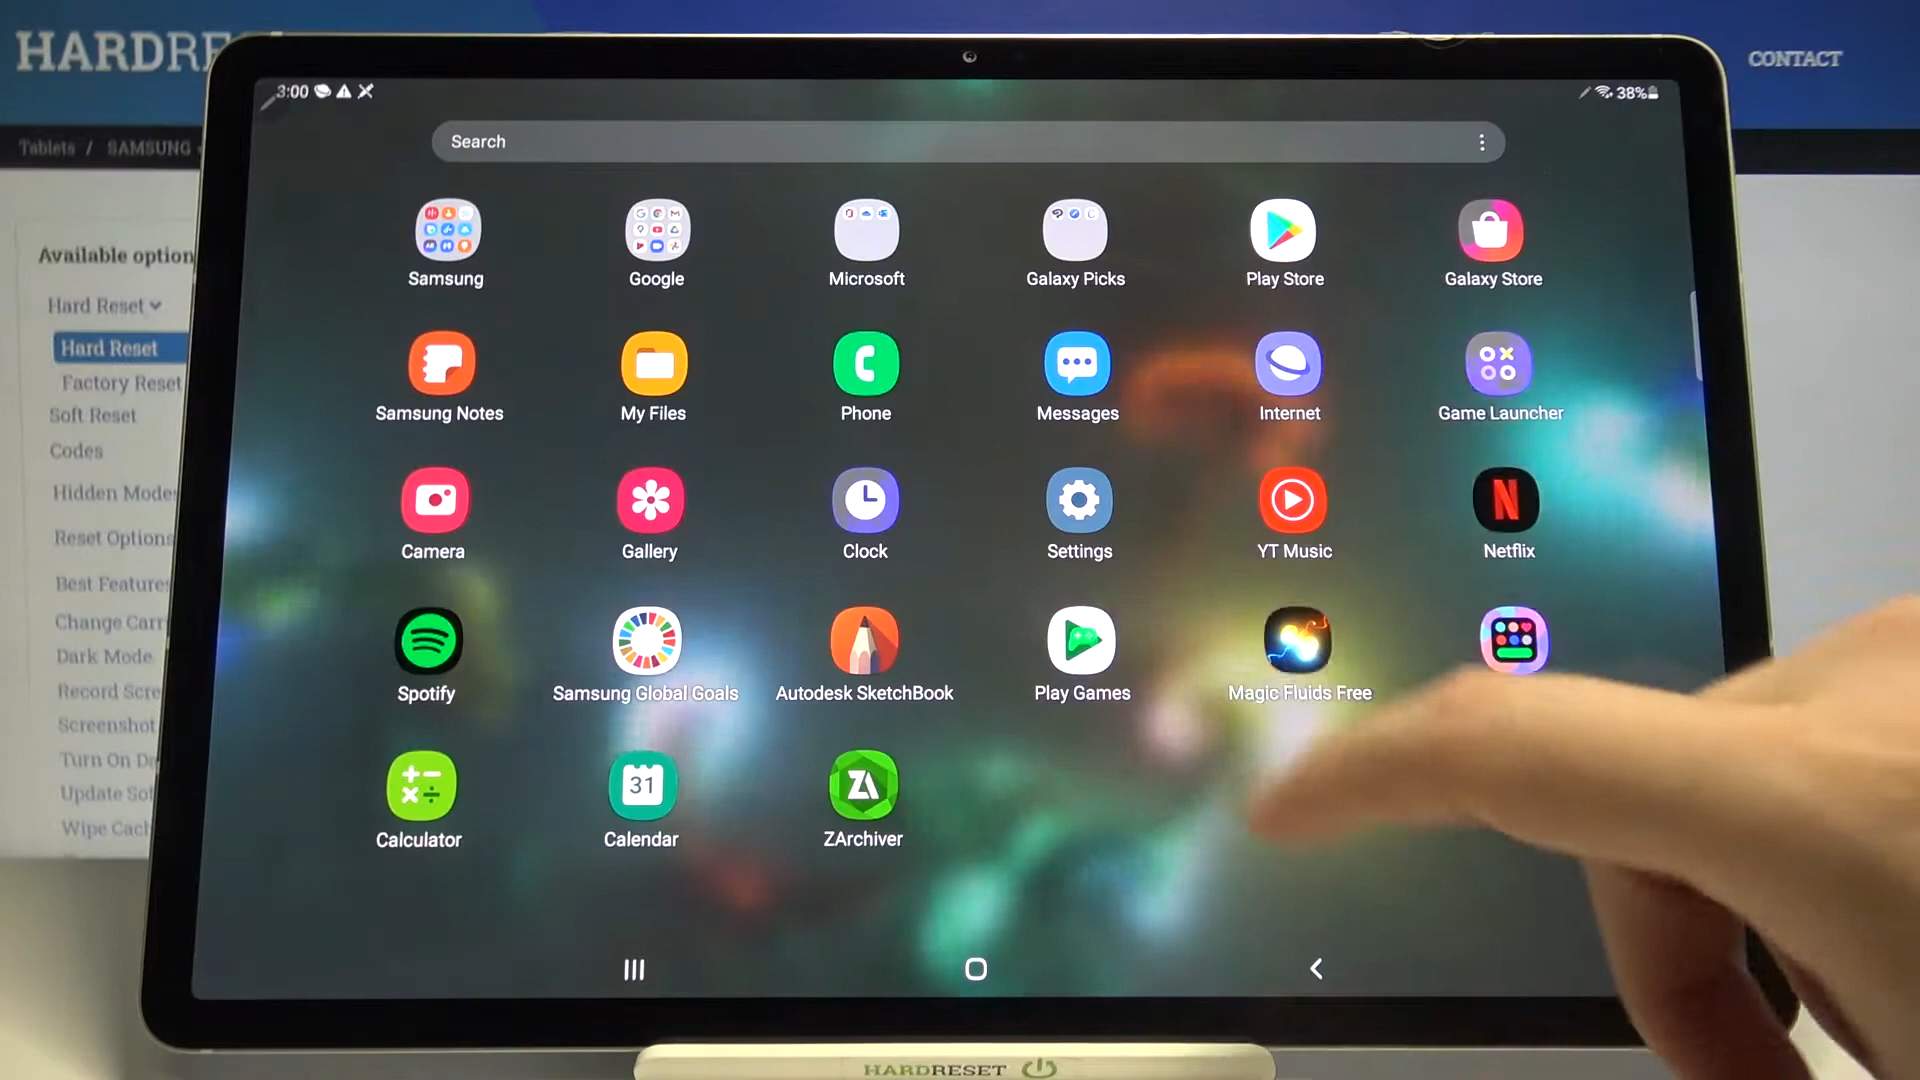 HARDRE
CONTACT
Tablets / SAMSUNG
3:00
38%
Search
Available option
Hard Reset
Hard Reset
Factory Reset
Soft Reset
Codes
Hidden Mode
Reset Options
Best Features
Change Carr
Dark Mode
Record Scre
Screenshot
Turn On De
Update Sof
Wipe Cach
Samsung
Google
Microsoft
Galaxy Picks
Play Store
Galaxy Store
Samsung Notes
My Files
Phone
Messages
Internet
Game Launcher
Camera
Gallery
Clock
Settings
YT Music
Netflix
Spotify
Samsung Global Goals
Autodesk SketchBook
Play Games
Magic Fluids Free
31
ZA
Calculator
Calendar
ZArchiver
HARDRESET